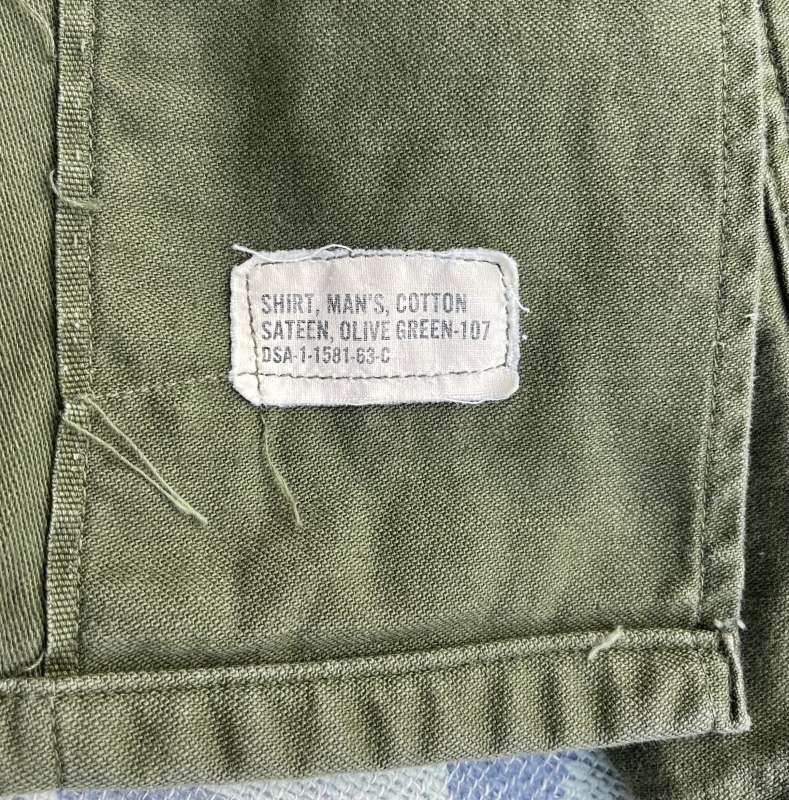 SHIRT, MAN'S, COTTON
SATEEN, OLIVE GREEN-107
DSA-1-1581-63-C